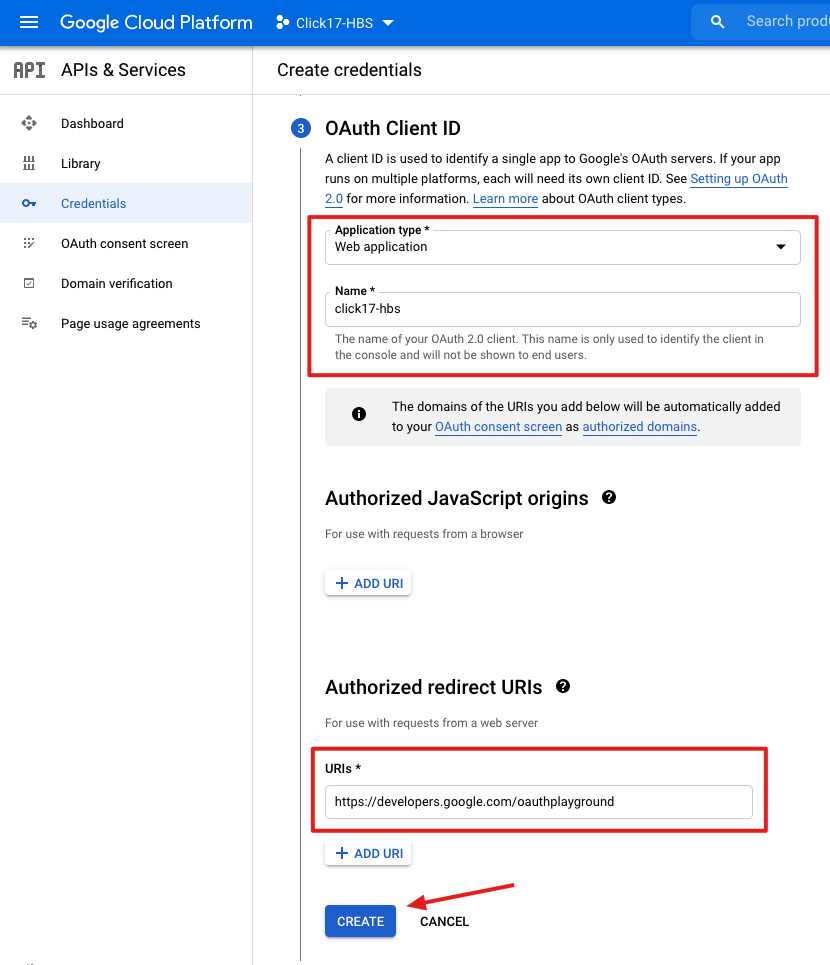 Google Cloud Platform
Click17-HBS
Search produ
API
APIs & Services
Create credentials
Dashboard
Library
Credentials
OAuth consent screen
Domain verification
Page usage agreements
3
OAuth Client ID
A client ID is used to identify a single app to Google's OAuth servers. If your app
runs on multiple platforms, each will need its own client ID. See Setting up OAuth
2.0 for more information. Learn more about OAuth client types.
Application type *
Web application
Name *
click17-hbs
The name of your OAuth 2.0 client. This name is only used to identify the client in
the console and will not be shown to end users.
The domains of the URIs you add below will be automatically added
to your OAuth consent screen as authorized domains.
Authorized JavaScript origins
For use with requests from a browser
+ ADD URI
Authorized redirect URIs
For use with requests from a web server
URIs *
https://developers.google.com/oauthplayground
+ ADD URI
CREATE
CANCEL